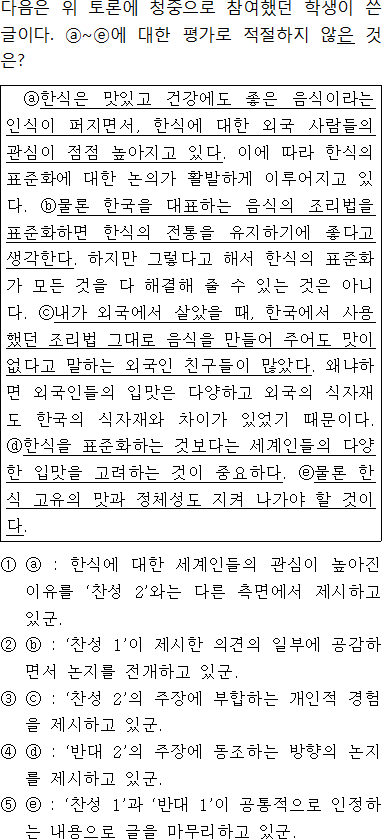 다음은 위 토론에 청중으로 참여했던 학생이 쓴
글이다. ⓐ~ⓔ에 대한 평가로 적절하지 않은 것
은?
ⓐ한식은 맛있고 건강에도 좋은 음식이라는
인식이 퍼지면서, 한식에 대한 외국 사람들의
관심이 점점 높아지고 있다. 이에 따라 한식의
표준화에 대한 논의가 활발하게 이루어지고 있
다. ⓑ물론 한국을 대표하는 음식의 조리법을
표준화하면 한식의 전통을 유지하기에 좋다고
생각한다. 하지만 그렇다고 해서 한식의 표준화
가 모든 것을 다 해결해 줄 수 있는 것은 아니
다. ⓒ내가 외국에서 살았을 때, 한국에서 사용
했던 조리법 그대로 음식을 만들어 주어도 맛이
없다고 말하는 외국인 친구들이 많았다. 왜냐하
면 외국인들의 입맛은 다양하고 외국의 식자재
도 한국의 식자재와 차이가 있었기 때문이다.
ⓓ한식을 표준화하는 것보다는 세계인들의 다양
한 입맛을 고려하는 것이 중요하다. ⓔ물론 한
식 고유의 맛과 정체성도 지켜 나가야 할 것이
다.
① ⓐ : 한식에 대한 세계인들의 관심이 높아진
이유를 ‘찬성 2’와는 다른 측면에서 제시하고
있군.
② ⓑ : ‘찬성 1’이 제시한 의견의 일부에 공감하
면서 논지를 전개하고 있군.
③ ⓒ : ‘찬성 2’의 주장에 부합하는 개인적 경험
을 제시하고 있군.
④ ⓓ : ‘반대 2’의 주장에 동조하는 방향의 논지
를 제시하고 있군.
⑤ ⓔ : ‘찬성 1’과 ‘반대 1’이 공통적으로 인정하
는 내용으로 글을 마무리하고 있군.